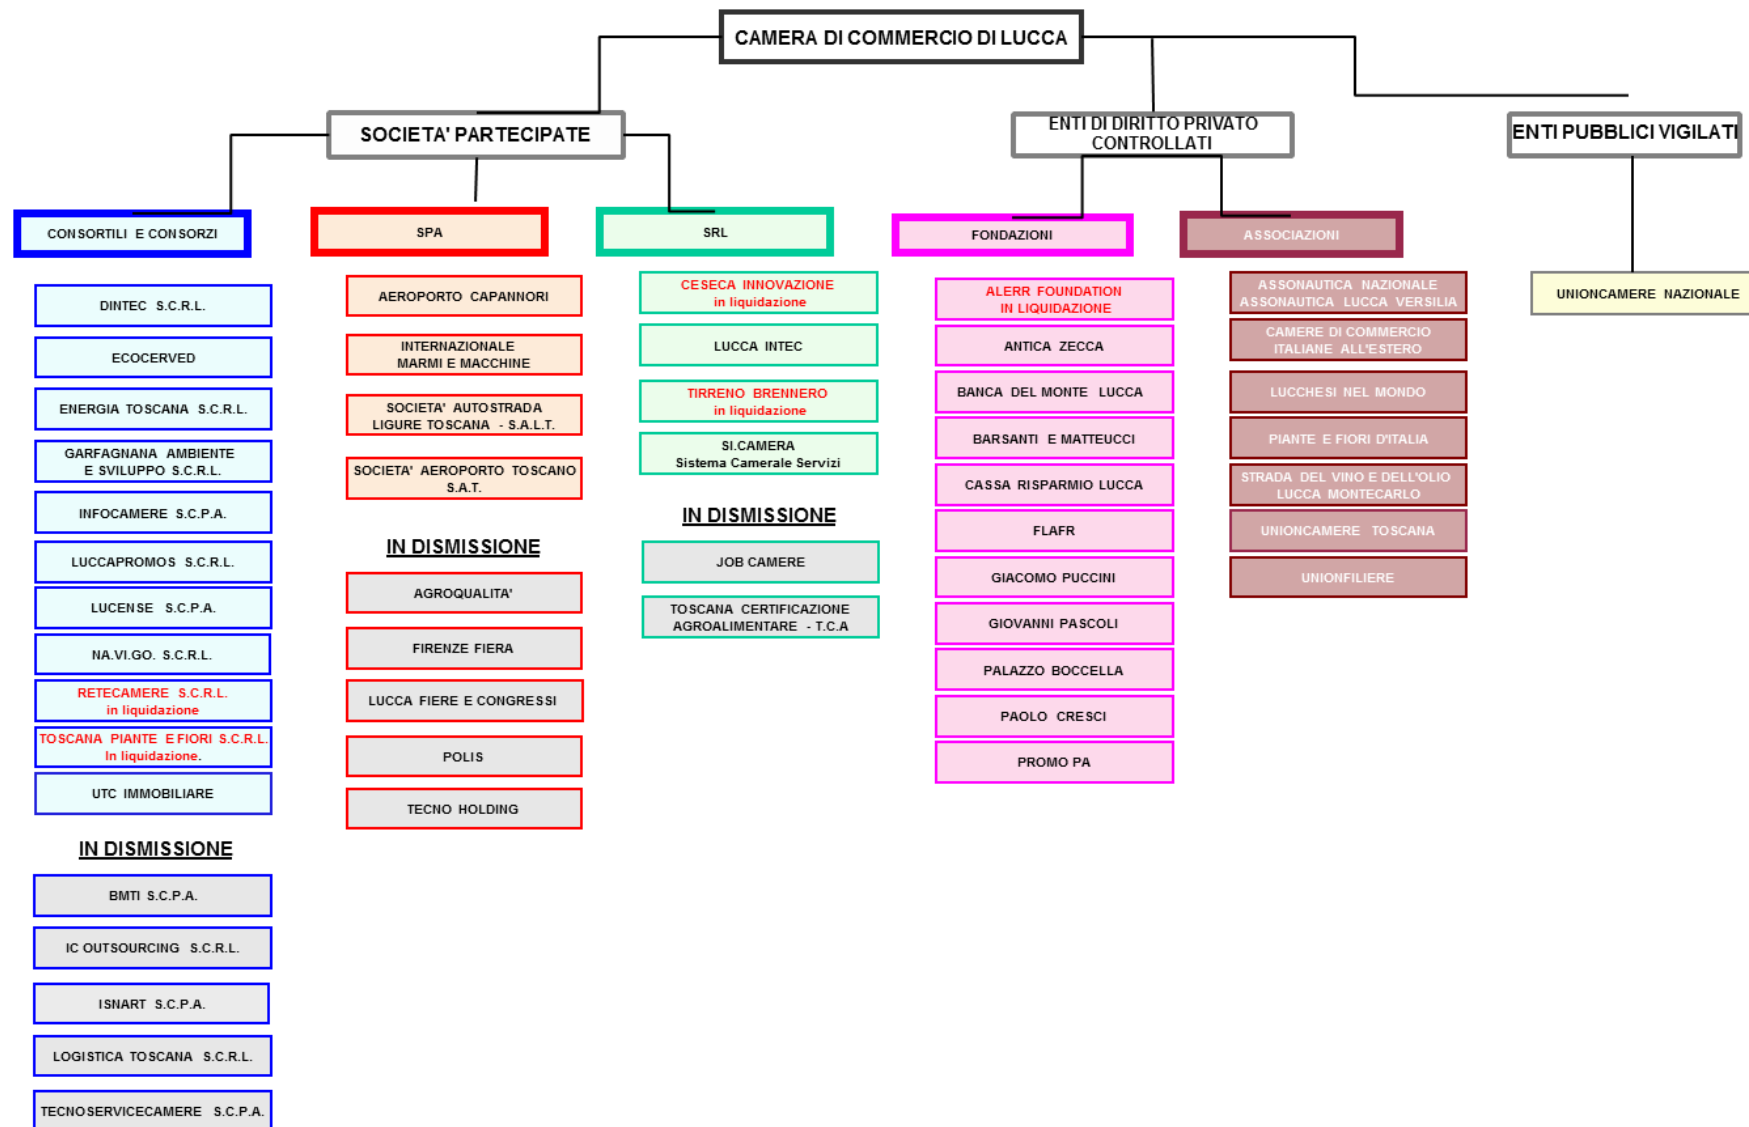 CAMERA DI COMMERCIO DI LUCCA
SOCIETA' PARTECIPATE
ENTI DI DIRITTO PRIVATO
CONTROLLATI
ENTI PUBBLICI VIGILATI
CONSORTILI E CONSORZI
DINTEC S.C.R.L.
ECOCERVED
ENERGIA TOSCANA S.C.R.L.
GARFAGNANA AMBIENTE
E SVILUPPO S.C.R.L.
INFOCAMERE S.C.P.A.
LUCCAPROMOS S.C.R.L.
LUCENSE S.C.P.A.
NA.VI.GO. S.C.R.L.
RETECAMERE S.C.R.L.
in liquidazione
TOSCANA PIANTE E FIORI S.C.R.L.
In liquidazione.
UTC IMMOBILIARE
IN DISMISSIONE
BMTI S.C.P.A.
IC OUTSOURCING S.C.R.L.
ISNART S.C.P.A.
LOGISTICA TOSCANA S.C.R.L.
TECNOSERVICECAMERE S.C.P.A.
SPA
AEROPORTO CAPANNORI
INTERNAZIONALE
MARMI E MACCHINE
SOCIETA' AUTOSTRADA
LIGURE TOSCANA - S.A.L.T.
SOCIETA' AEROPORTO TOSCANO
S.A.T.
IN DISMISSIONE
AGROQUALITA'
FIRENZE FIERA
LUCCA FIERE E CONGRESSI
POLIS
TECNO HOLDING
SRL
CESECA INNOVAZIONE
in liquidazione
LUCCA INTEC
TIRRENO BRENNERO
in liquidazione
SI.CAMERA
Sistema Camerale Servizi
IN DISMISSIONE
JOB CAMERE
TOSCANA CERTIFICAZIONE
AGROALIMENTARE - T.C.A
FONDAZIONI
ALERR FOUNDATION
IN LIQUIDAZIONE
ANTICA ZECCA
BANCA DEL MONTE LUCCA
BARSANTI E MATTEUCCI
CASSA RISPARMIO LUCCA
FLAFR
GIACOMO PUCCINI
GIOVANNI PASCOLI
PALAZZO BOCCELLA
PAOLO CRESCI
PROMO PA
ASSOCIAZIONI
ASSONAUTICA NAZIONALE
ASSONAUTICA LUCCA VERSILIA
CAMERE DI COMMERCIO
ITALIANE ALL'ESTERO
LUCCHESI NEL MONDO
PIANTE E FIORI D'ITALIA
STRADA DEL VINO E DELL'OLIO
LUCCA MONTECARLO
UNIONCAMERE TOSCANA
UNIONFILIERE
UNIONCAMERE NAZIONALE